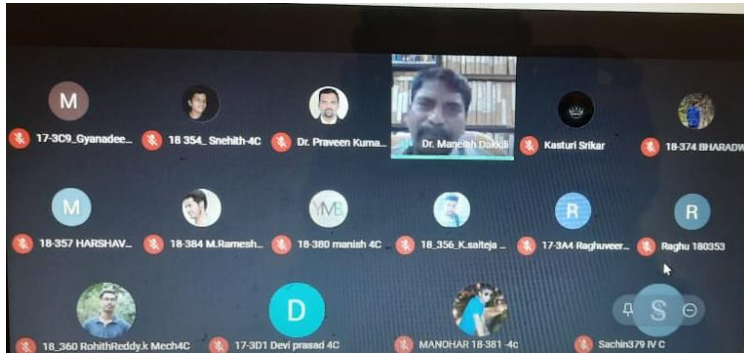 M
17-3C9_Gyanadee...
18 354_ Snehith-4C
Dr. Praveen Kuma...
Dr. Maneiah Dakkili
Kasturi Srikar
18-374 BHARADW
M
18-357 HARSHAV...
18-384 M.Ramesh...
YMB
18-380 manish 4C
18_356_K.saiteja ...
R
17-3A4 Raghuveer...
R
Raghu 180353
18_360 RohithReddy.k Mech4C
D
17-3D1 Devi prasad 4C
MANOHAR 18-381 -4c
S
Sachin379 IV C